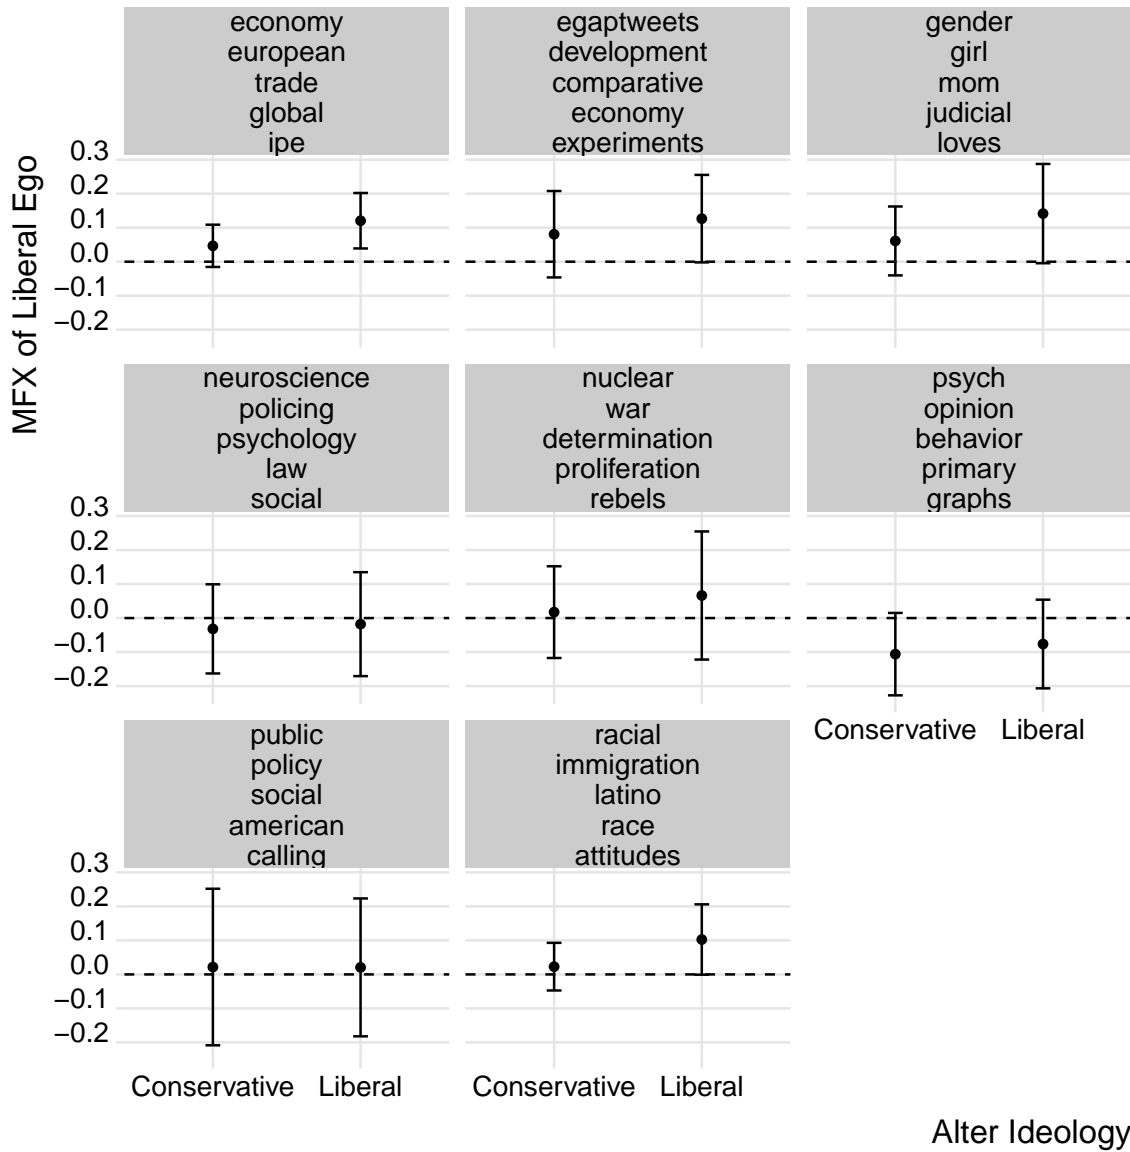 economy
european
trade
global
ipe
egaptweets
development
comparative
economy
experiments
gender
girl
mom
judicial
loves
MFX of Liberal Ego
0.3
0.2
0.1
0.0
−0.1
−0.2
neuroscience
policing
psychology
law
social
nuclear
war
determination
proliferation
rebels
psych
opinion
behavior
primary
graphs
0.3
0.2
0.1
0.0
−0.1
−0.2
Conservative Liberal
public
policy
social
american
calling
racial
immigration
latino
race
attitudes
0.3
0.2
0.1
0.0
−0.1
−0.2
Conservative Liberal
Conservative Liberal
Alter Ideology